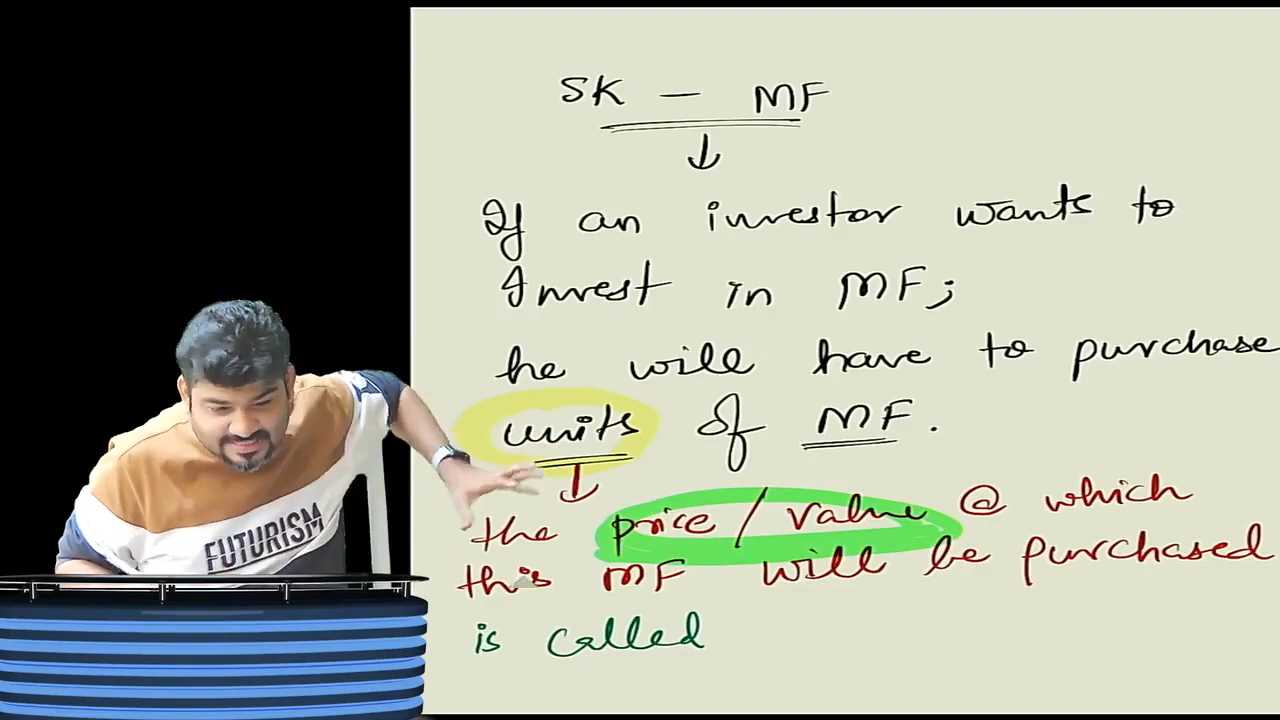 SK - MF
If an investor wants to
Invest in MF;
he will have to purchase
units of MF.
the price / value @ which
this MF will be purchased
is called
FUTURISM